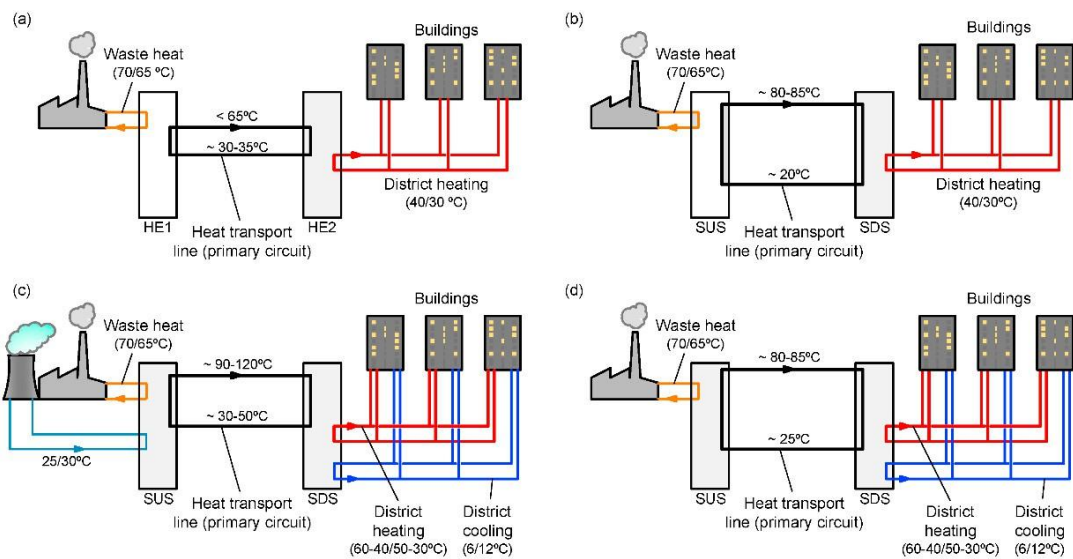 (a)
Buildings
Waste heat
(70/65 ºC)
< 65ºC
~ 30-35ºC
District heating
(40/30 ºC)
HE1
HE2
Heat transport
line (primary circuit)
(b)
Buildings
Waste heat
(70/65ºC)
~ 80-85ºC
~ 20ºC
District heating
(40/30ºC)
SUS
SDS
Heat transport
line (primary circuit)
(c)
Buildings
Waste heat
(70/65ºC)
~ 90-120ºC
~ 30-50ºC
25/30ºC
SUS
SDS
Heat transport
line (primary circuit)
District
heating
(60-40/50-30ºC)
District
cooling
(6/12ºC)
(d)
Buildings
Waste heat
(70/65ºC)
~ 80-85ºC
~ 25ºC
SUS
SDS
Heat transport
line (primary circuit)
District
heating
(60-40/50-30ºC)
District
cooling
(6/12ºC)